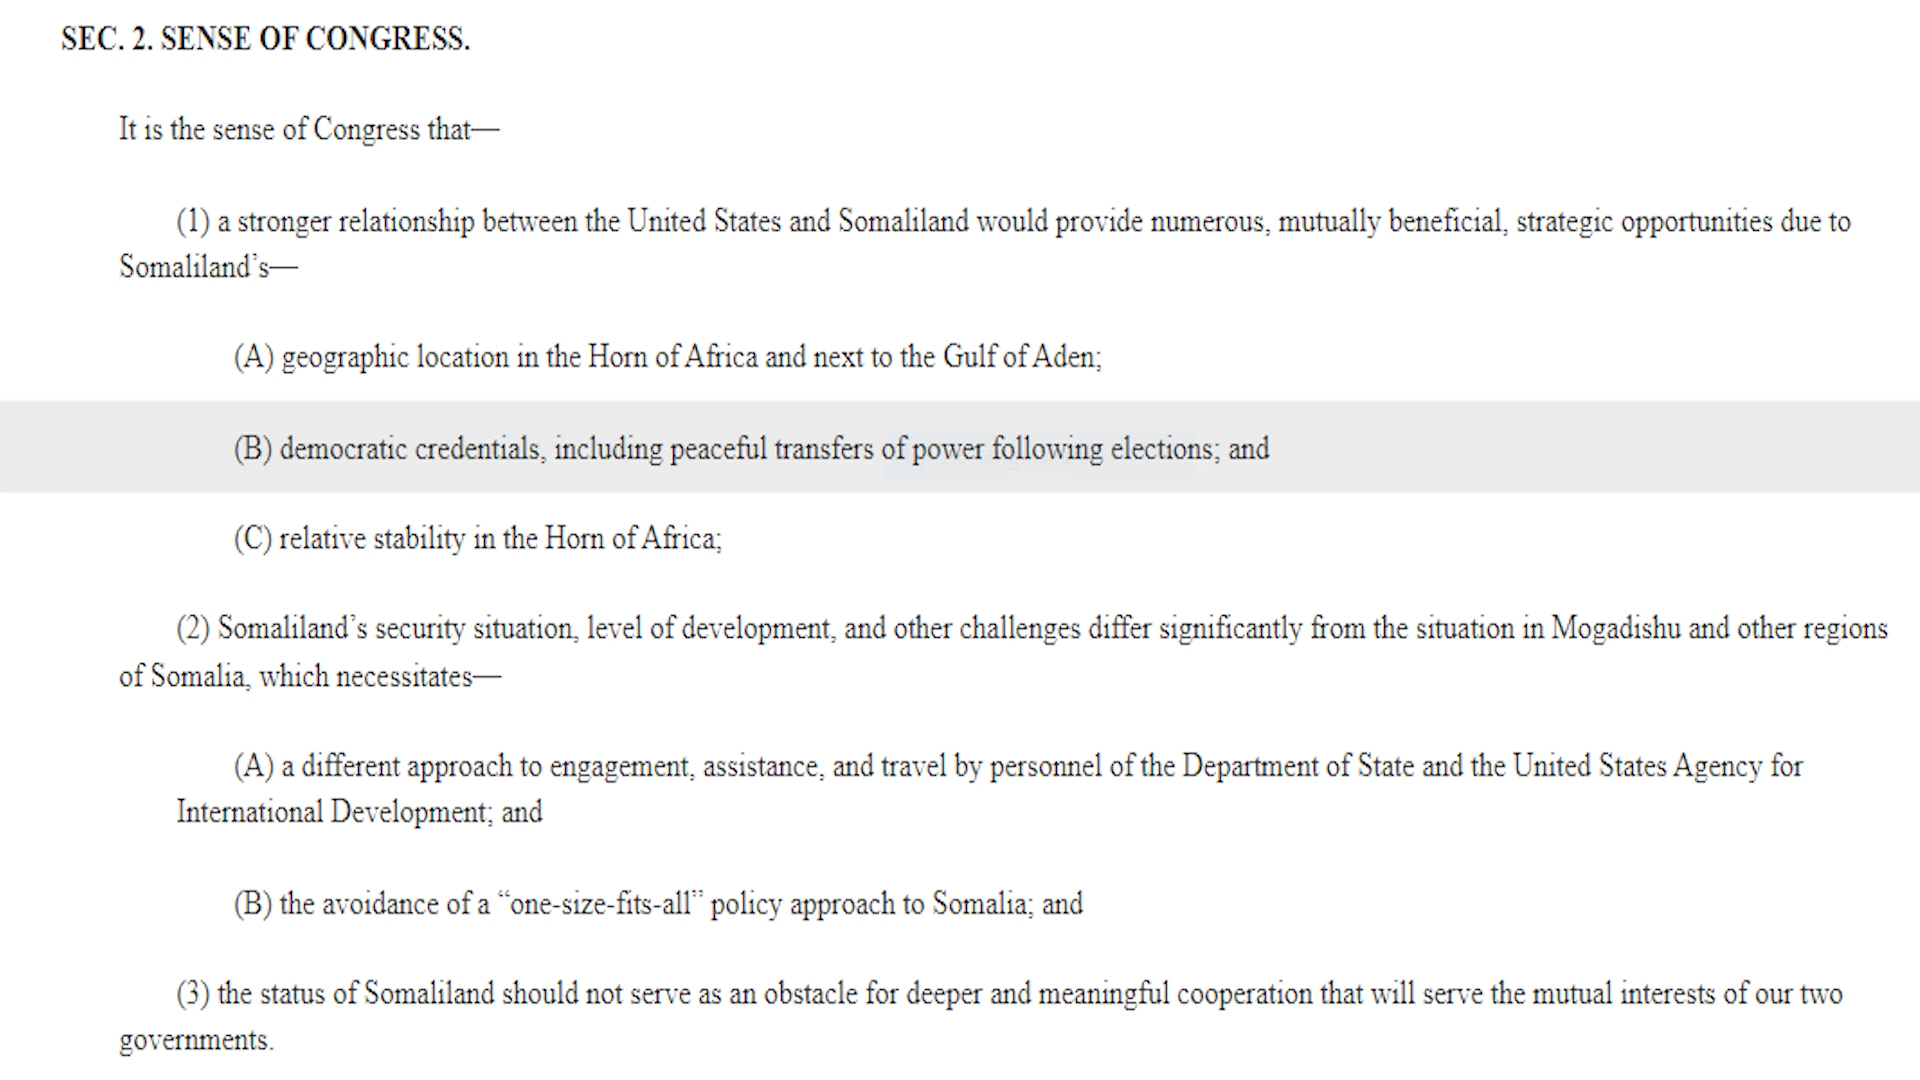 SEC. 2. SENSE OF CONGRESS.
It is the sense of Congress that—
(1) a stronger relationship between the United States and Somaliland would provide numerous, mutually beneficial, strategic opportunities due to
Somaliland’s—
(A) geographic location in the Horn of Africa and next to the Gulf of Aden;
(B) democratic credentials, including peaceful transfers of power following elections; and
(C) relative stability in the Horn of Africa;
(2) Somaliland’s security situation, level of development, and other challenges differ significantly from the situation in Mogadishu and other regions
of Somalia, which necessitates—
(A) a different approach to engagement, assistance, and travel by personnel of the Department of State and the United States Agency for
International Development; and
(B) the avoidance of a “one-size-fits-all” policy approach to Somalia; and
(3) the status of Somaliland should not serve as an obstacle for deeper and meaningful cooperation that will serve the mutual interests of our two
governments.